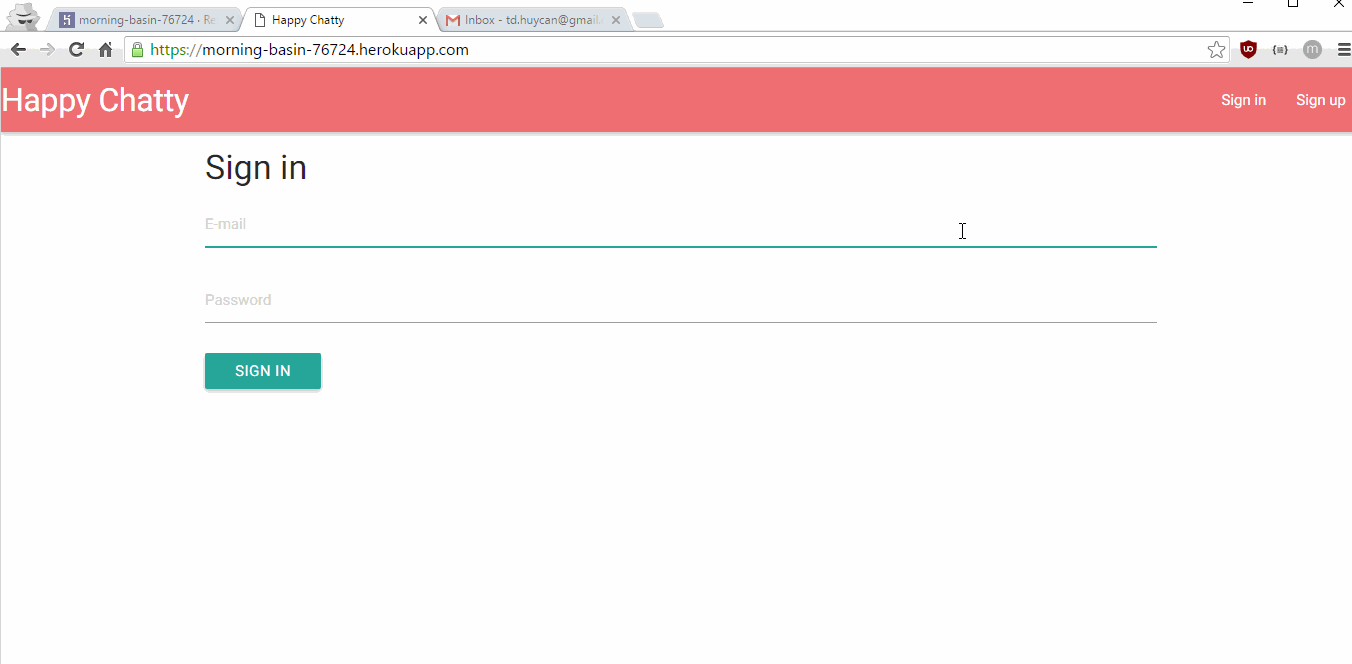 morning-basin-76724 · Re
Happy Chatty
Inbox - td.huycan@gmail.
https://morning-basin-76724.herokuapp.com
Happy Chatty
Sign in
Sign up
Sign in
E-mail
Password
SIGN IN